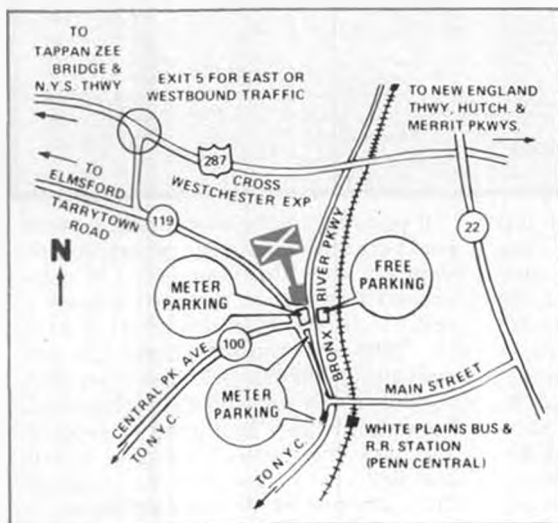 TO
TAPPAN ZEE
BRIDGE &
N.Y.S. THWY
EXIT 5 FOR EAST OR
WESTBOUND TRAFFIC
TO NEW ENGLAND
THWY, HUTCH. &
MERRIT PKWYS.
287
CROSS
WESTCHESTER EXP
TO
ELMSFORD
TARRYTOWN
ROAD
119
22
N
METER
PARKING
BRONX RIVER PKWY
FREE
PARKING
CENTRAL PK. AVE
100
TO N.Y.C.
METER
PARKING
MAIN STREET
TO N.Y.C.
WHITE PLAINS BUS &
R.R. STATION
(PENN CENTRAL)